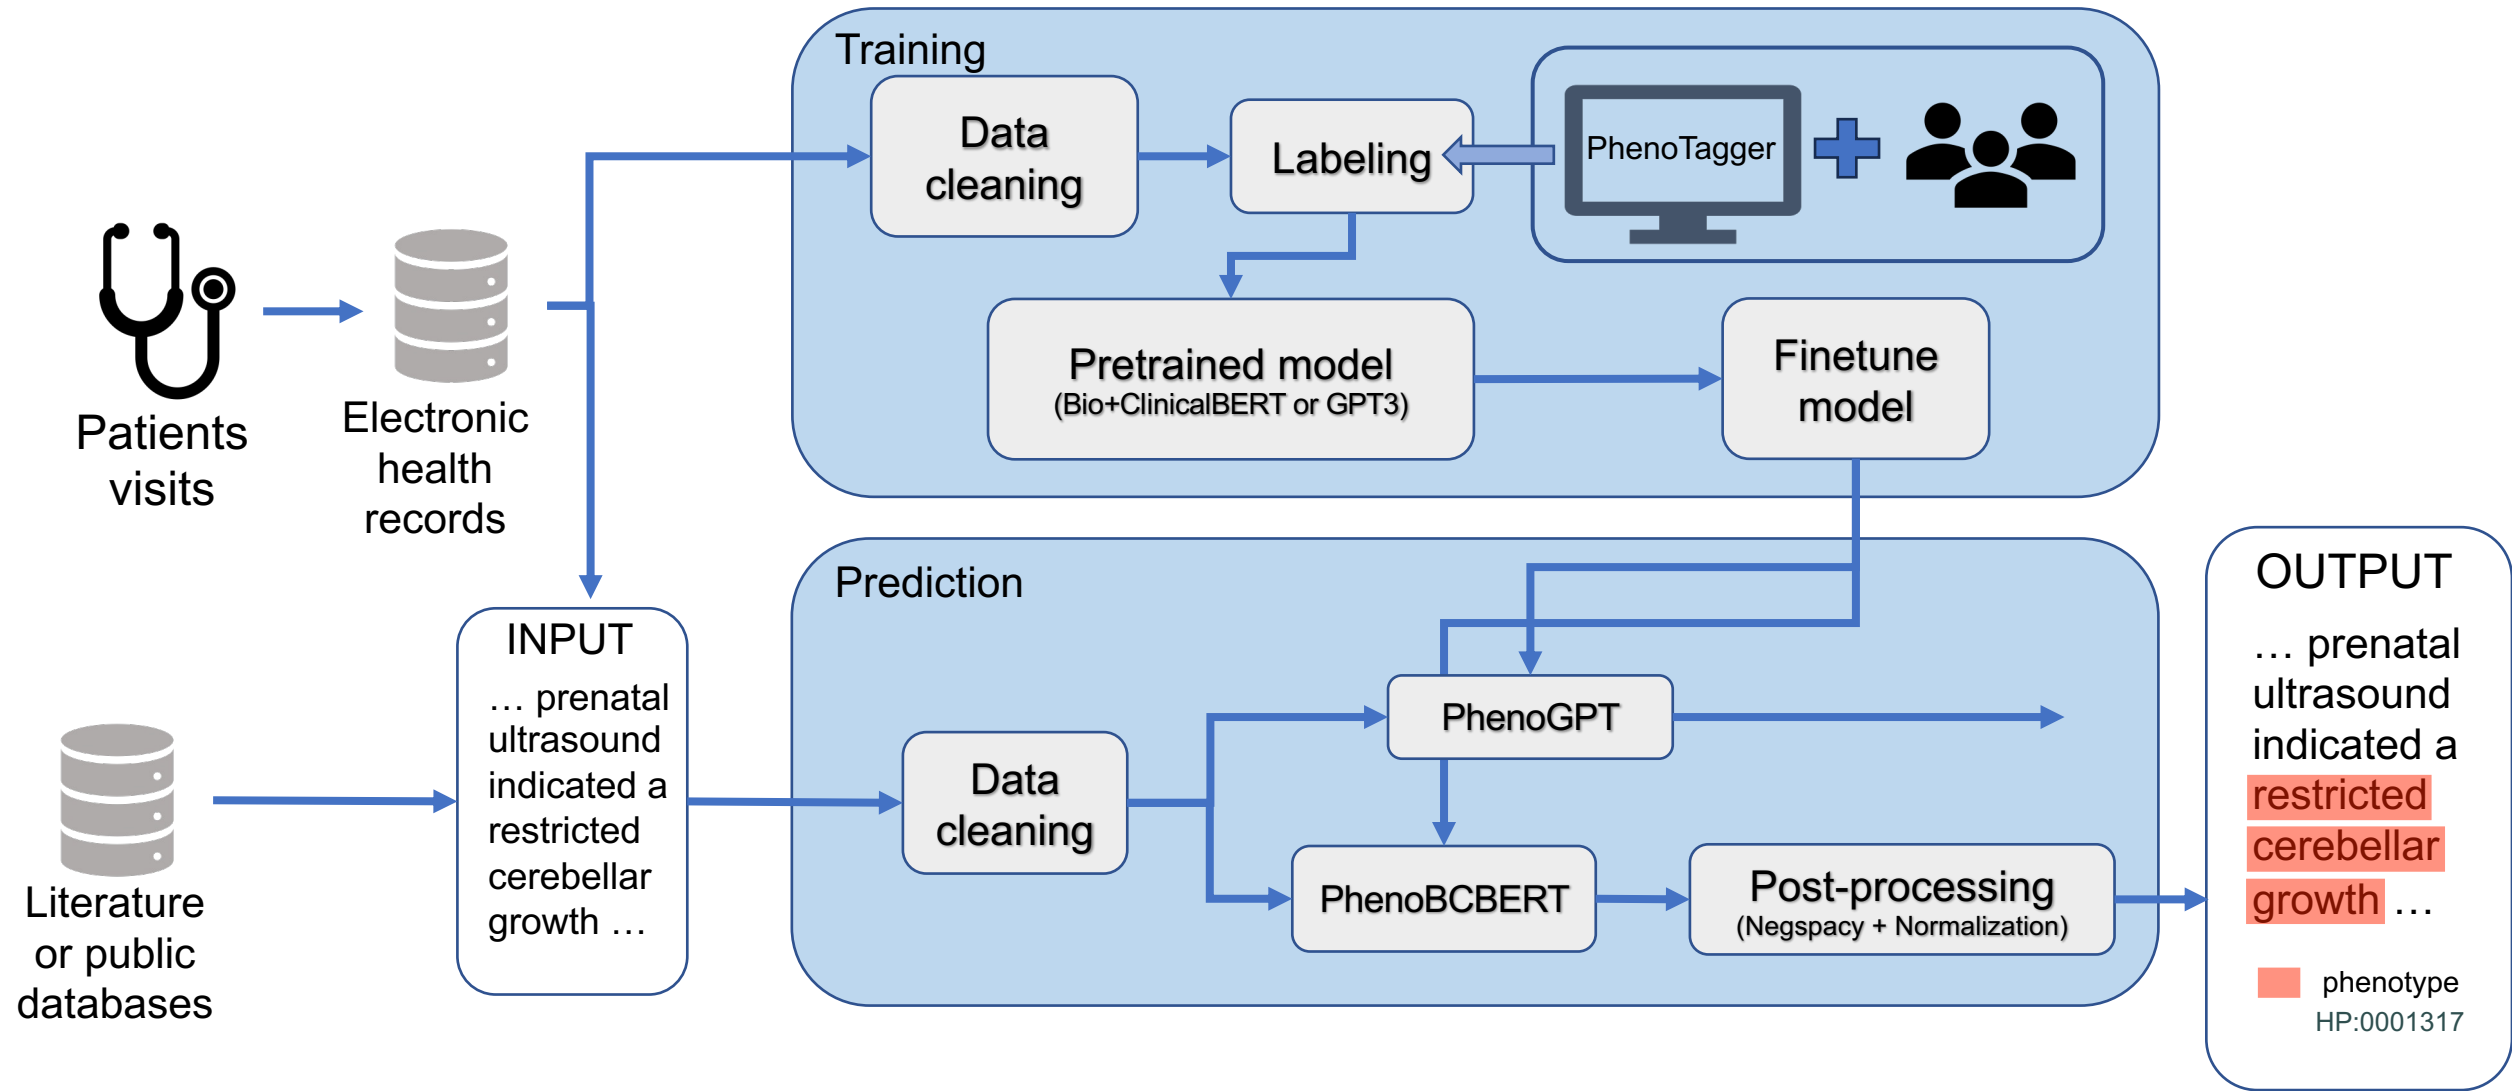 Training
Data
cleaning
Labeling
PhenoTagger
Pretrained model
(Bio+ClinicalBERT or GPT3)
Finetune
model
Patients
visits
Electronic
health
records
Literature
or public
databases
INPUT
… prenatal
ultrasound
indicated a
restricted
cerebellar
growth …
Prediction
Data
cleaning
PhenoGPT
PhenoBCBERT
Post-processing
(Negspacy + Normalization)
OUTPUT
… prenatal
ultrasound
indicated a
restricted
cerebellar
growth …
phenotype
HP:0001317